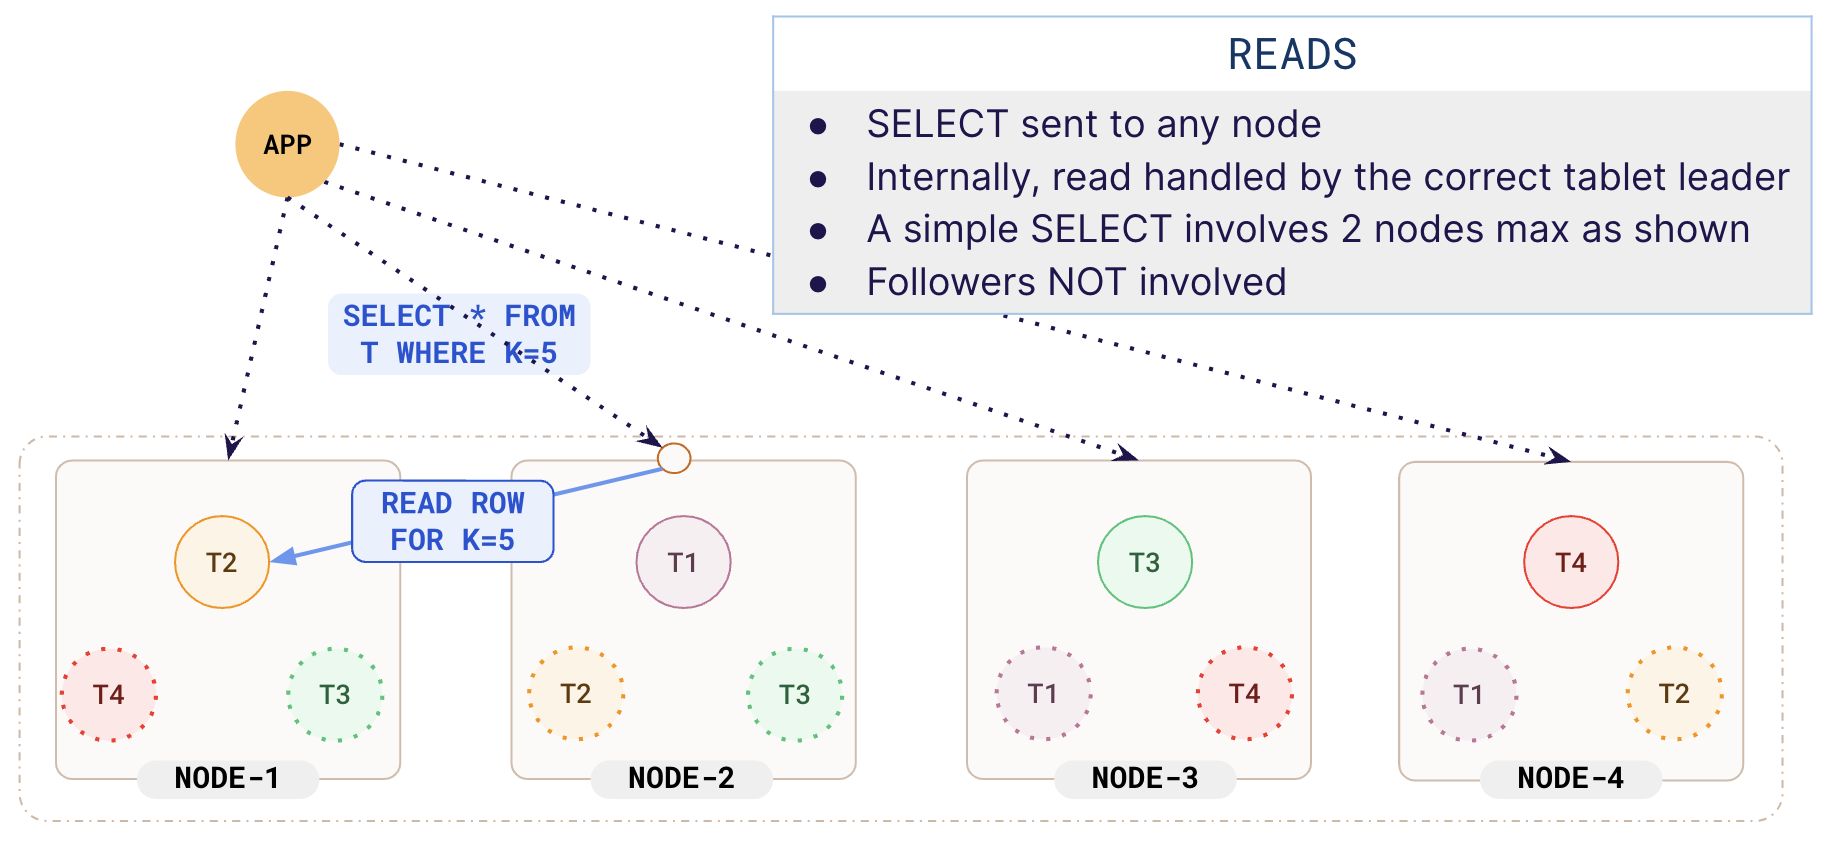 READS
● SELECT sent to any node
● Internally, read handled by the correct tablet leader
● A simple SELECT involves 2 nodes max as shown
● Followers NOT involved
APP
SELECT * FROM
T WHERE K=5
READ ROW
FOR K=5
T2
T4
T3
NODE-1
T1
T2
T3
NODE-2
T3
T1
T4
NODE-3
T4
T1
T2
NODE-4